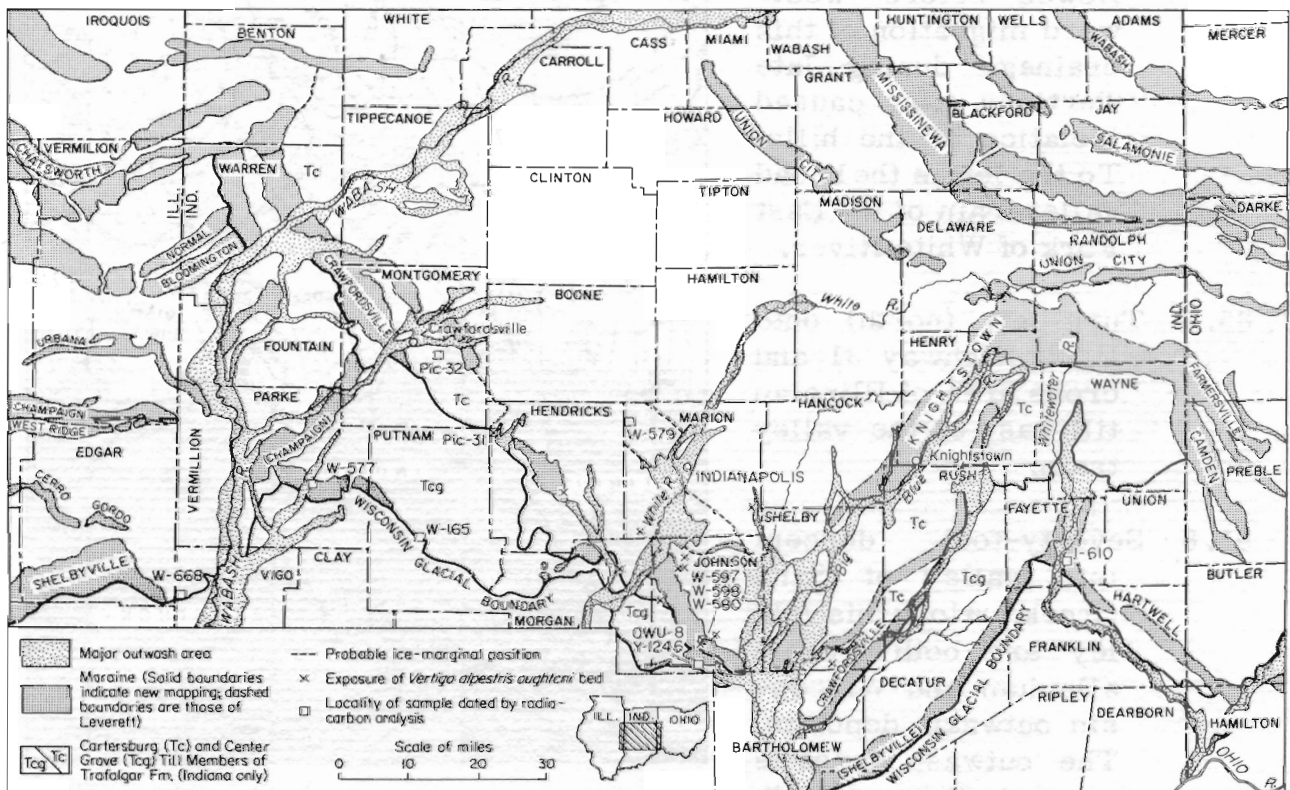 IROQUOIS
WHITE
BENTON
CASS
MIAMI
WABASH
HUNTINGTON
WELLS
ADAMS
MERCER
CARROLL
GRANT
WABASH
R.
TIPPECANOE
HOWARD
UNION
CITY
MISSISSINEWA
BLACKFORD
JAY
SALAMONIE
VERMILION
CHATSWORTH
WARREN
Tc
ILL.
IND.
WABASH
CLINTON
TIPTON
MADISON
DELAWARE
DARKE
RANDOLPH
UNION CITY
NORMAL
BLOOMINGTON
CRAWFORDSVILLE
MONTGOMERY
BOONE
HAMILTON
White R.
IND.
OHIO
Crawfordsville
Pic-32
FOUNTAIN
HENRY
KNIGHTSTOWN
R.
R.
WAYNE
URBANA
PARKE
Tc
HENDRICKS
MARION
HANCOCK
Tc
Whitewater
FARMERSVILLE
CHAMPAIGN
WEST RIDGE
(CHAMPAIGN)
PUTNAM
Pic-31
W-579
Knightstown
CAMDEN
PREBLE
EDGAR
VERMILLION
R.
W-577
Tcg
White R.
INDIANAPOLIS
Blue
RUSH
UNION
CERRO
GORDO
WISCONSIN
GLACIAL
BOUNDARY
W-165
SHELBY
Tc
FAYETTE
SHELBYVILLE
W-668
WABASH
VIGO
CLAY
JOHNSON
W-597
W-598
W-580
Big
Tcg
I-610
BUTLER
MORGAN
Tcg
OWU-8
Y-1246
Tc
CRAWFORDSVILLE
DECATUR
HARTWELL
FRANKLIN
RIPLEY
DEARBORN
HAMILTON
BARTHOLOMEW
(SHELBYVILLE)
WISCONSIN GLACIAL BOUNDARY
OHIO R.
Major outwash area
Moraine (Solid boundaries
indicate new mapping; dashed
boundaries are those of
Leverett)
Tcg Tc
Cartersburg (Tc) and Center
Grove (Tcg) Till Members of
Trafalgar Fm. (Indiana only)
Probable ice-marginal position
Exposure of Vertigo alpestris oughtoni bed
Locality of sample dated by radio-
carbon analysis
ILL. IND. OHIO
Scale of miles
0 10 20 30